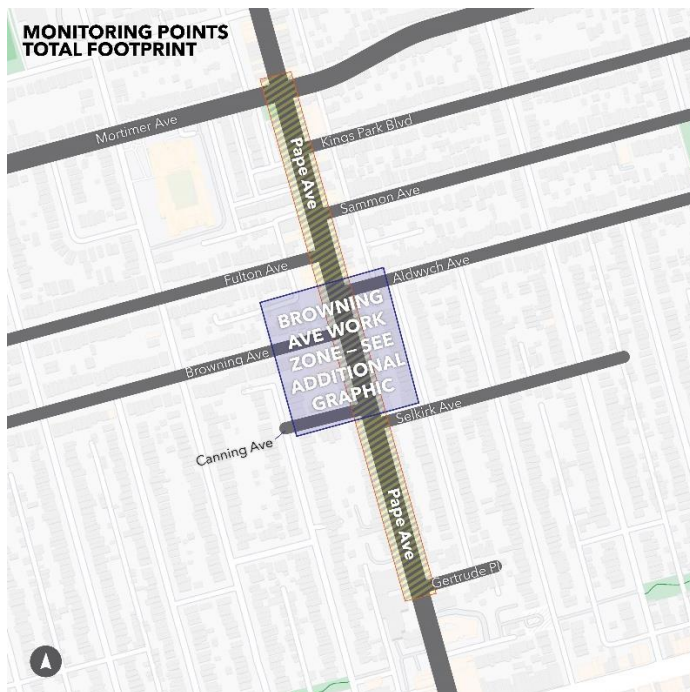 MONITORING POINTS
TOTAL FOOTPRINT
Mortimer Ave
Kings Park Blvd
Pape Ave
Sammon Ave
Fulton Ave
Aldwych Ave
BROWNING
AVE WORK
ZONE – SEE
ADDITIONAL
GRAPHIC
Browning Ave
Selkirk Ave
Canning Ave
Pape Ave
Gertrude Pl